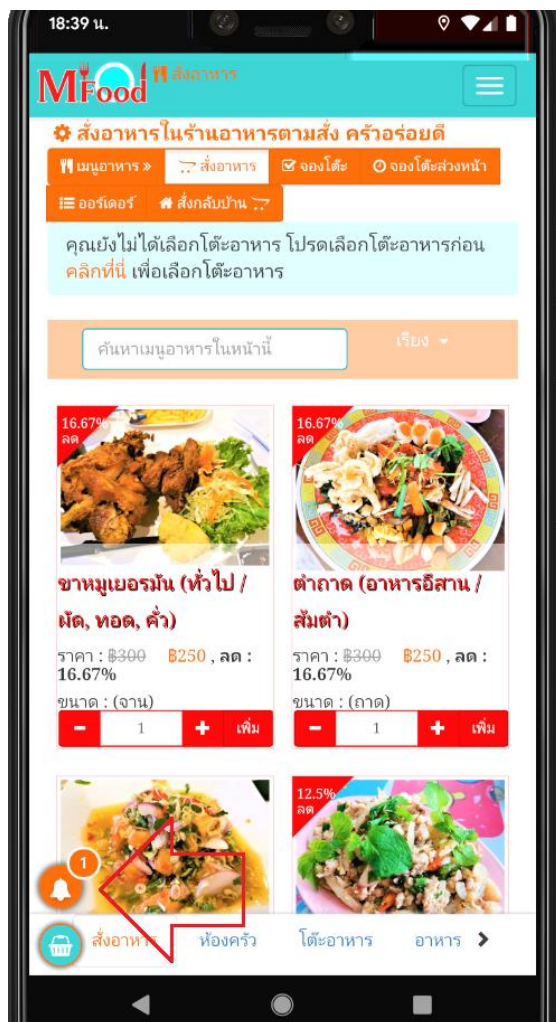 18:39 น.
MFood สั่งอาหาร
สั่งอาหารในร้านอาหารตามสั่ง ครัวอร่อยดี
เมนูอาหาร » สั่งอาหาร จองโต๊ะ จองโต๊ะล่วงหน้า
ออร์เดอร์ สั่งกลับบ้าน
คุณยังไม่ได้เลือกโต๊ะอาหาร โปรดเลือกโต๊ะอาหารก่อน
คลิกที่นี่ เพื่อเลือกโต๊ะอาหาร
ค้นหาเมนูอาหารในหน้านี้ เรียง
16.67%
ลด
16.67%
ลด
ขาหมูเยอรมัน (ทั่วไป /
ผัด, ทอด, คั่ว)
ราคา : ฿300 ฿250 , ลด :
16.67%
ขนาด : (จาน)
− 1 + เพิ่ม
ตำถาด (อาหารอีสาน /
ส้มตำ)
ราคา : ฿300 ฿250 , ลด :
16.67%
ขนาด : (ถาด)
− 1 + เพิ่ม
12.5%
ลด
1
สั่งอาหาร ห้องครัว โต๊ะอาหาร อาหาร